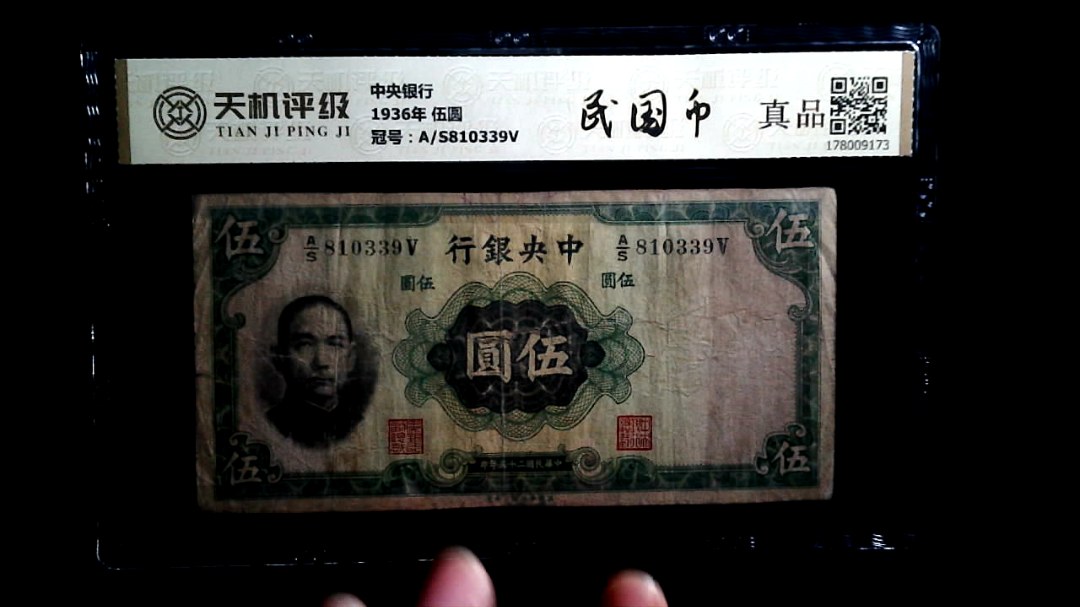 天机评级
TIAN JI PING JI
中央银行
1936年 伍圆
冠号：A/S810339V
民国币
真品
178009173
伍
伍
A/S 810339V
行銀央中
A/S 810339V
圓伍
伍圓
圓伍
伍
伍